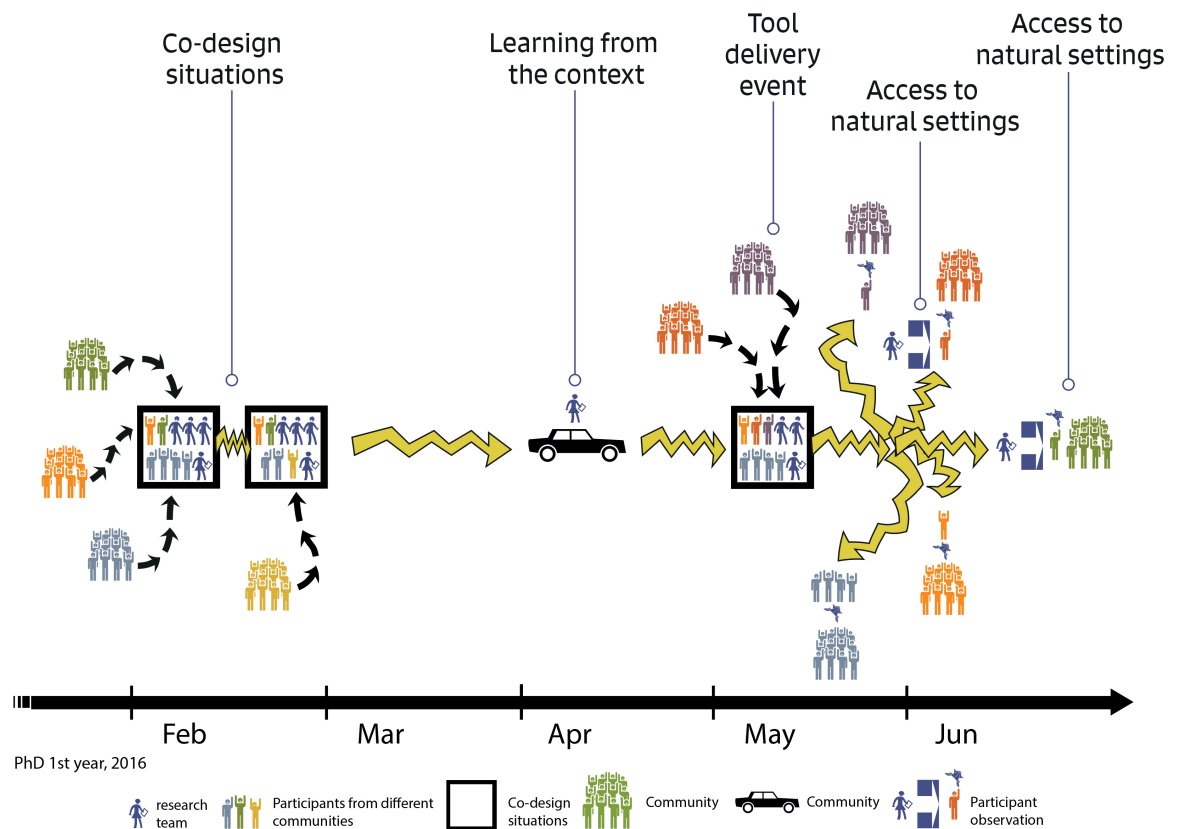 Co-design
situations
Learning from
the context
Tool
delivery
event
Access to
natural settings
Access to
natural settings
Feb
Mar
Apr
May
Jun
PhD 1st year, 2016
research
team
Participants from different
communities
Co-design
situations
Community
Community
Participant
observation